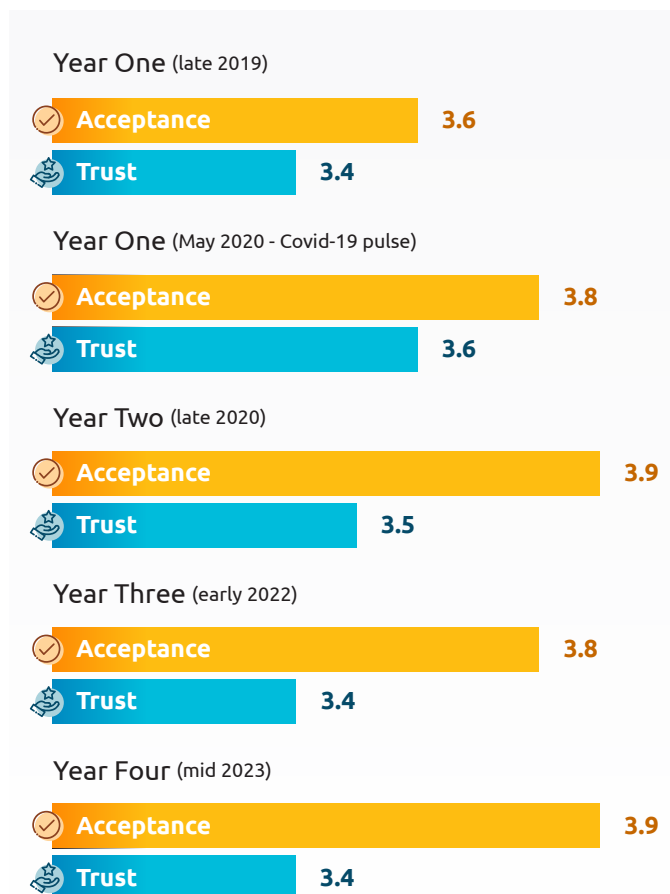 Year One (late 2019)
Acceptance 3.6
Trust 3.4
Year One (May 2020 - Covid-19 pulse)
Acceptance 3.8
Trust 3.6
Year Two (late 2020)
Acceptance 3.9
Trust 3.5
Year Three (early 2022)
Acceptance 3.8
Trust 3.4
Year Four (mid 2023)
Acceptance 3.9
Trust 3.4